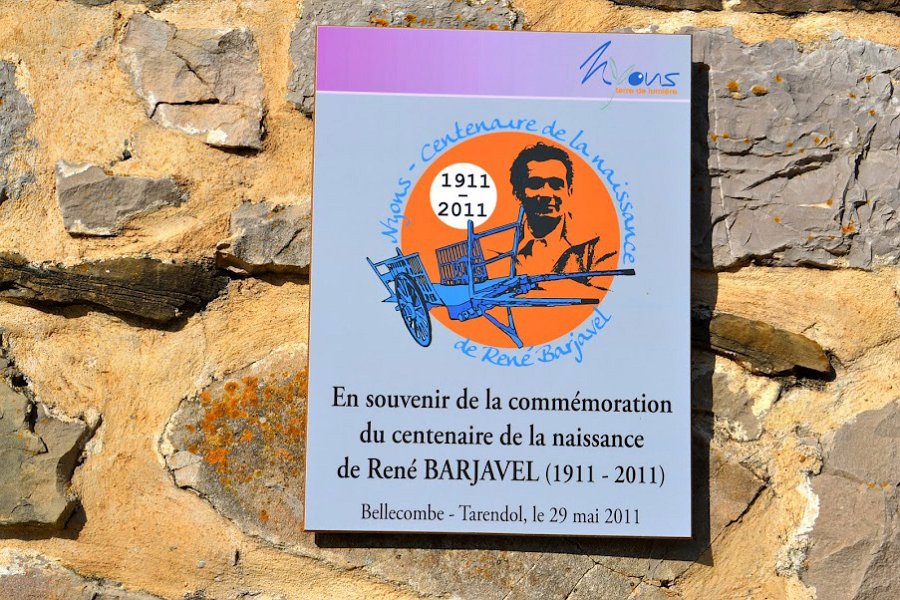 Nyons
terre de lumière
Nyons - Centenaire de la naissance
1911
-
2011
de René Barjavel
En souvenir de la commémoration
du centenaire de la naissance
de René BARJAVEL (1911 - 2011)
Bellecombe - Tarendol, le 29 mai 2011